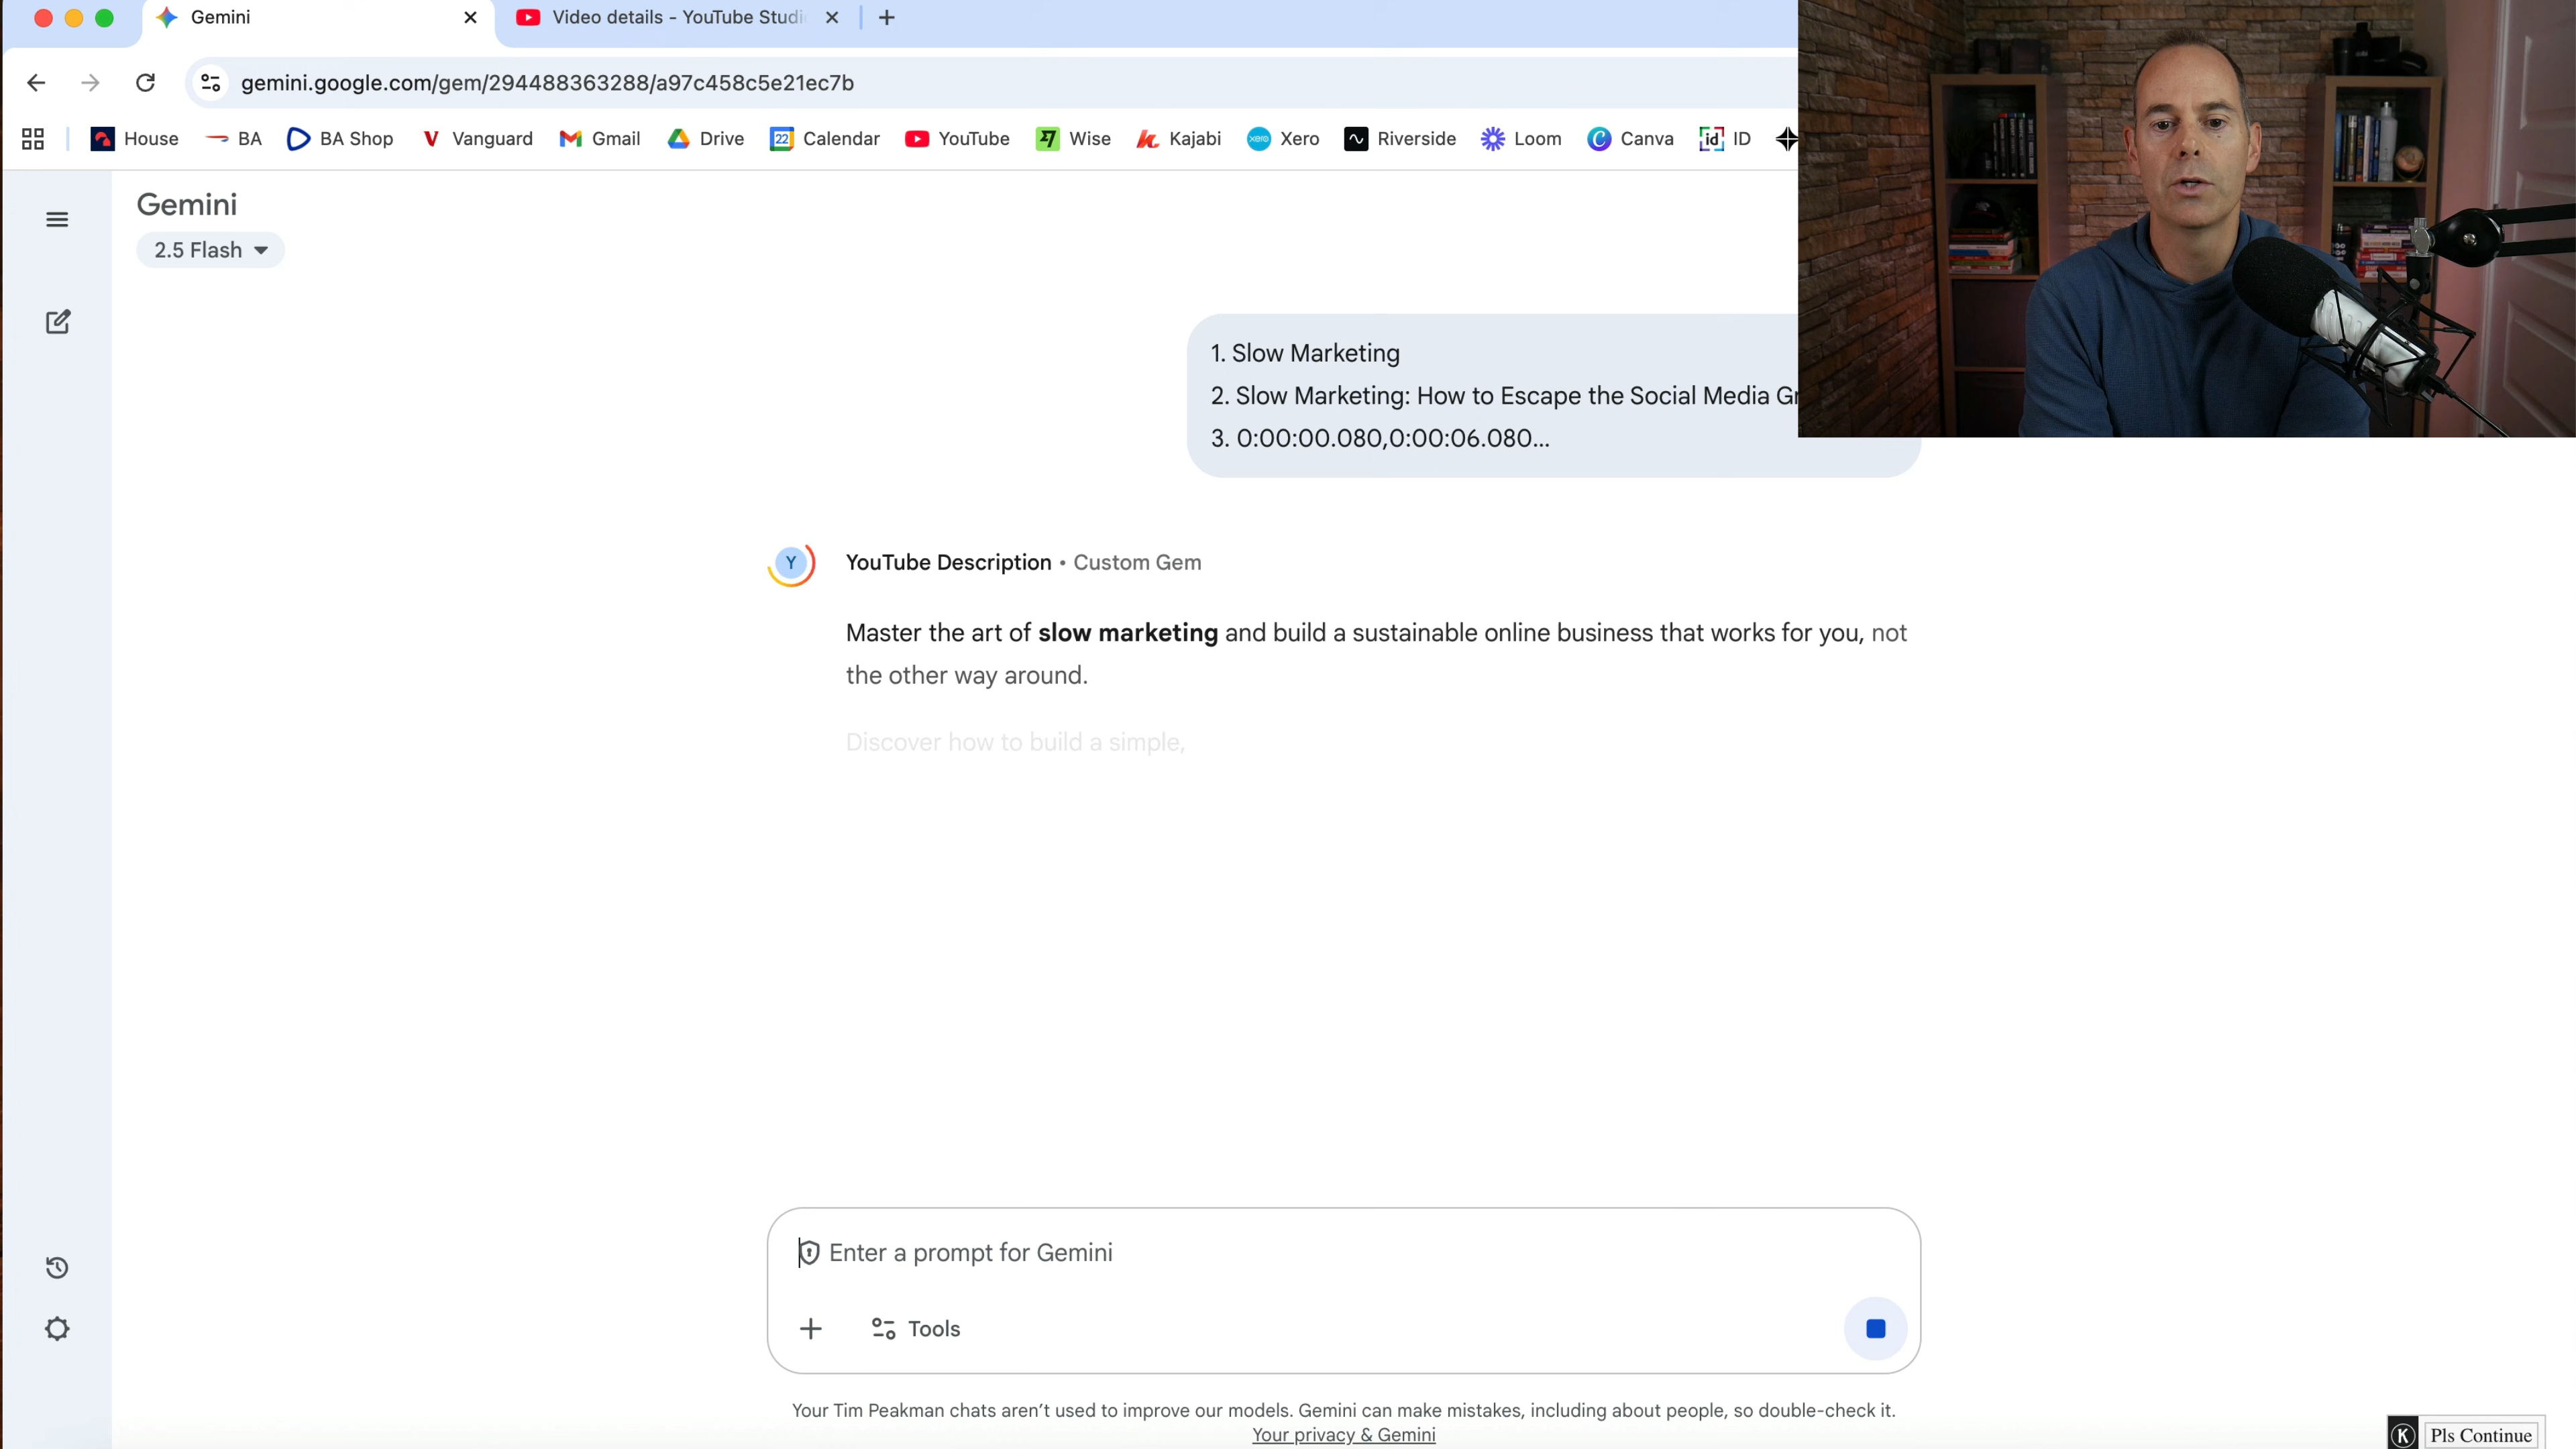 Gemini
Video details - YouTube Studi
gemini.google.com/gem/294488363288/a97c458c5e21ec7b
House BA BA Shop Vanguard Gmail Drive 22 Calendar YouTube Wise Kajabi xero Xero Riverside Loom Canva id ID
Gemini
2.5 Flash
1. Slow Marketing
2. Slow Marketing: How to Escape the Social Media Gr
3. 0:00:00.080,0:00:06.080...
Y YouTube Description • Custom Gem
Master the art of slow marketing and build a sustainable online business that works for you, not
the other way around.
Discover how to build a simple,
Enter a prompt for Gemini
Tools
Your Tim Peakman chats aren't used to improve our models. Gemini can make mistakes, including about people, so double-check it.
Your privacy & Gemini
K Pls Continue